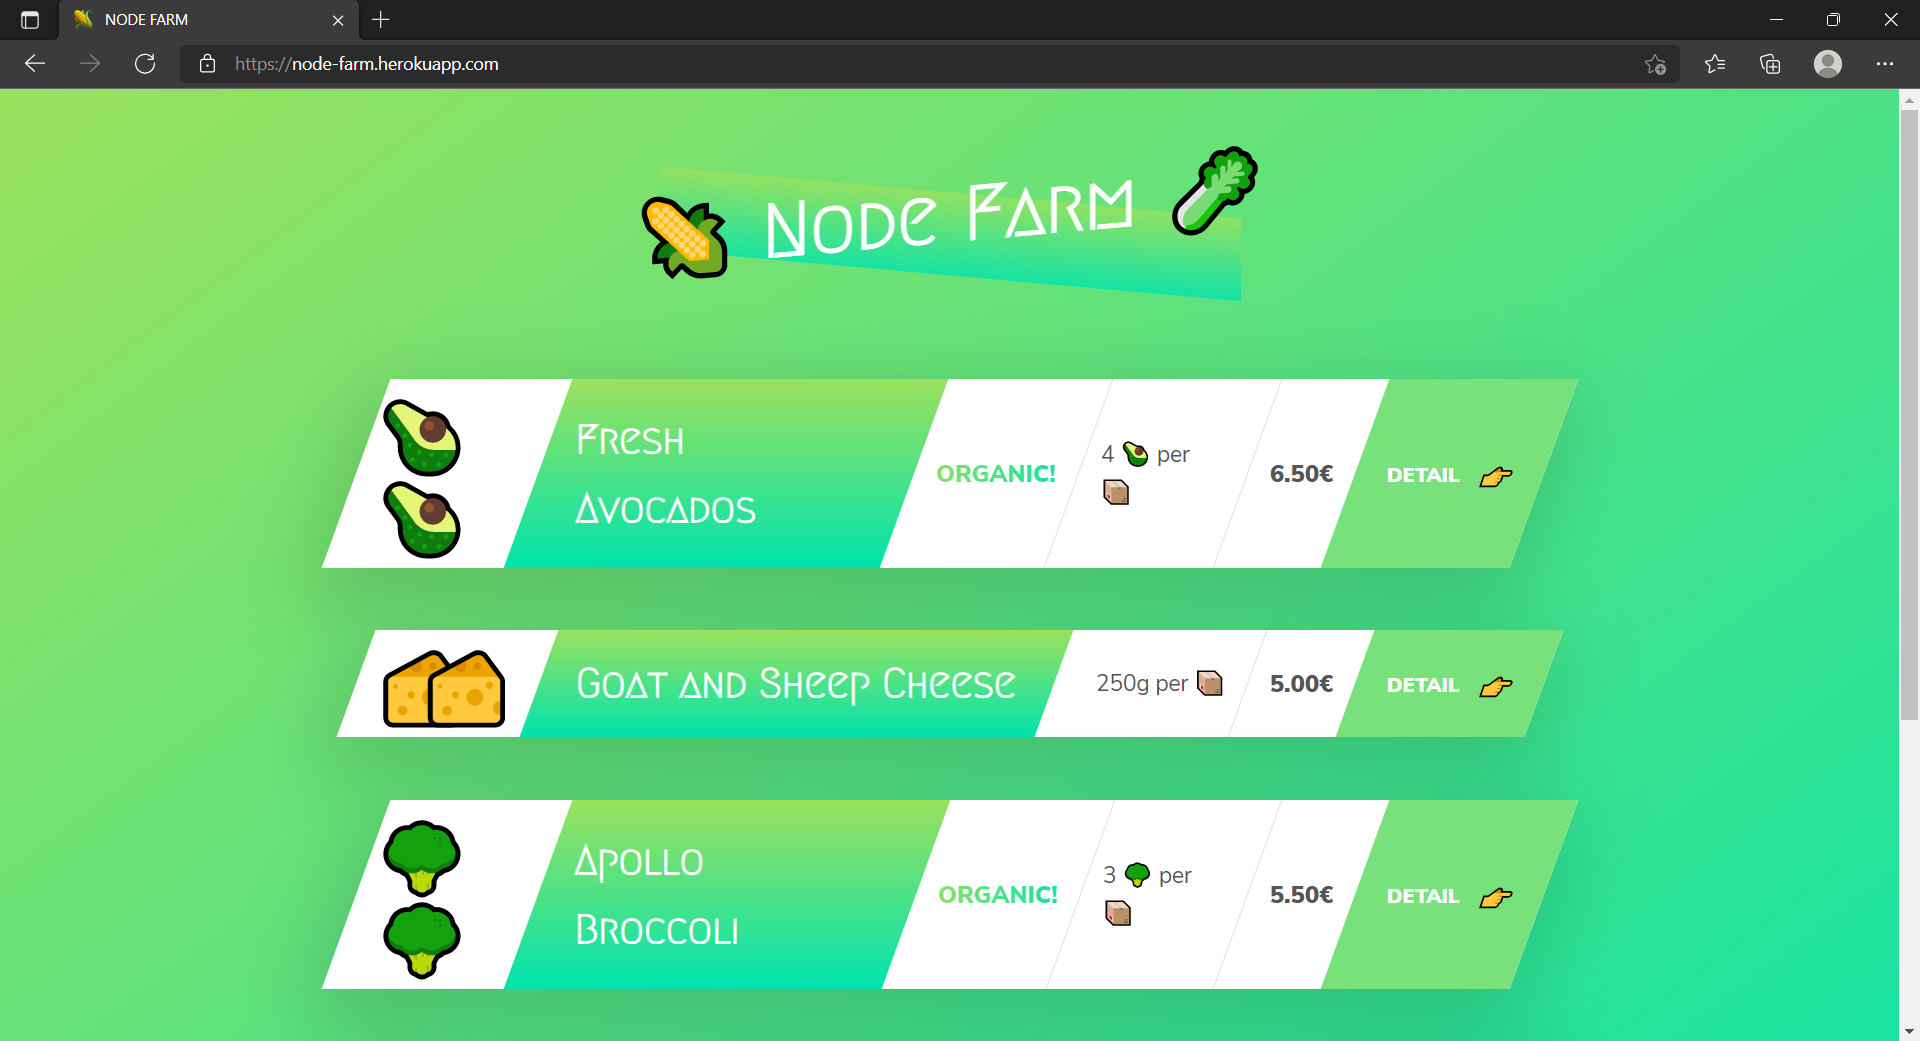 NODE FARM
https://node-farm.herokuapp.com
Node Farm
Fresh
Avocados
ORGANIC!
4 🥑 per
📦
6.50€
DETAIL 👉
Goat and Sheep Cheese
250g per 📦
5.00€
DETAIL 👉
Apollo
Broccoli
ORGANIC!
3 🥦 per
📦
5.50€
DETAIL 👉